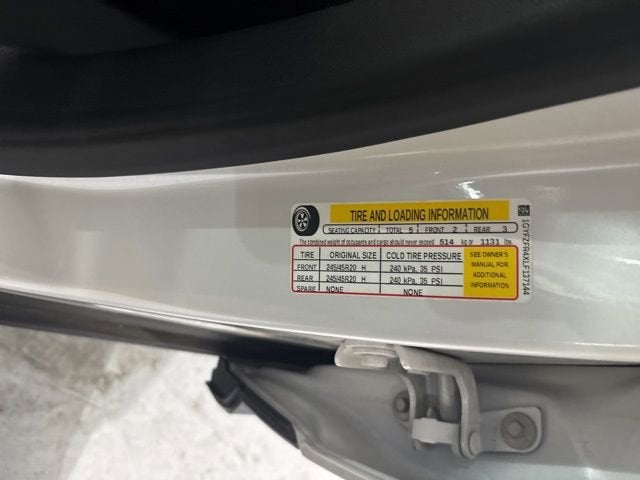 TIRE AND LOADING INFORMATION
SEATING CAPACITY TOTAL 5 FRONT 2 REAR 3
The combined weight of occupants and cargo should never exceed 514 kg or 1131 lbs.
TIRE ORIGINAL SIZE COLD TIRE PRESSURE
FRONT 245/45R20 H 240 kPa, 35 PSI
REAR 245/45R20 H 240 kPa, 35 PSI
SPARE NONE NONE
SEE OWNER'S
MANUAL FOR
ADDITIONAL
INFORMATION
1GYFZFR4XLF127144